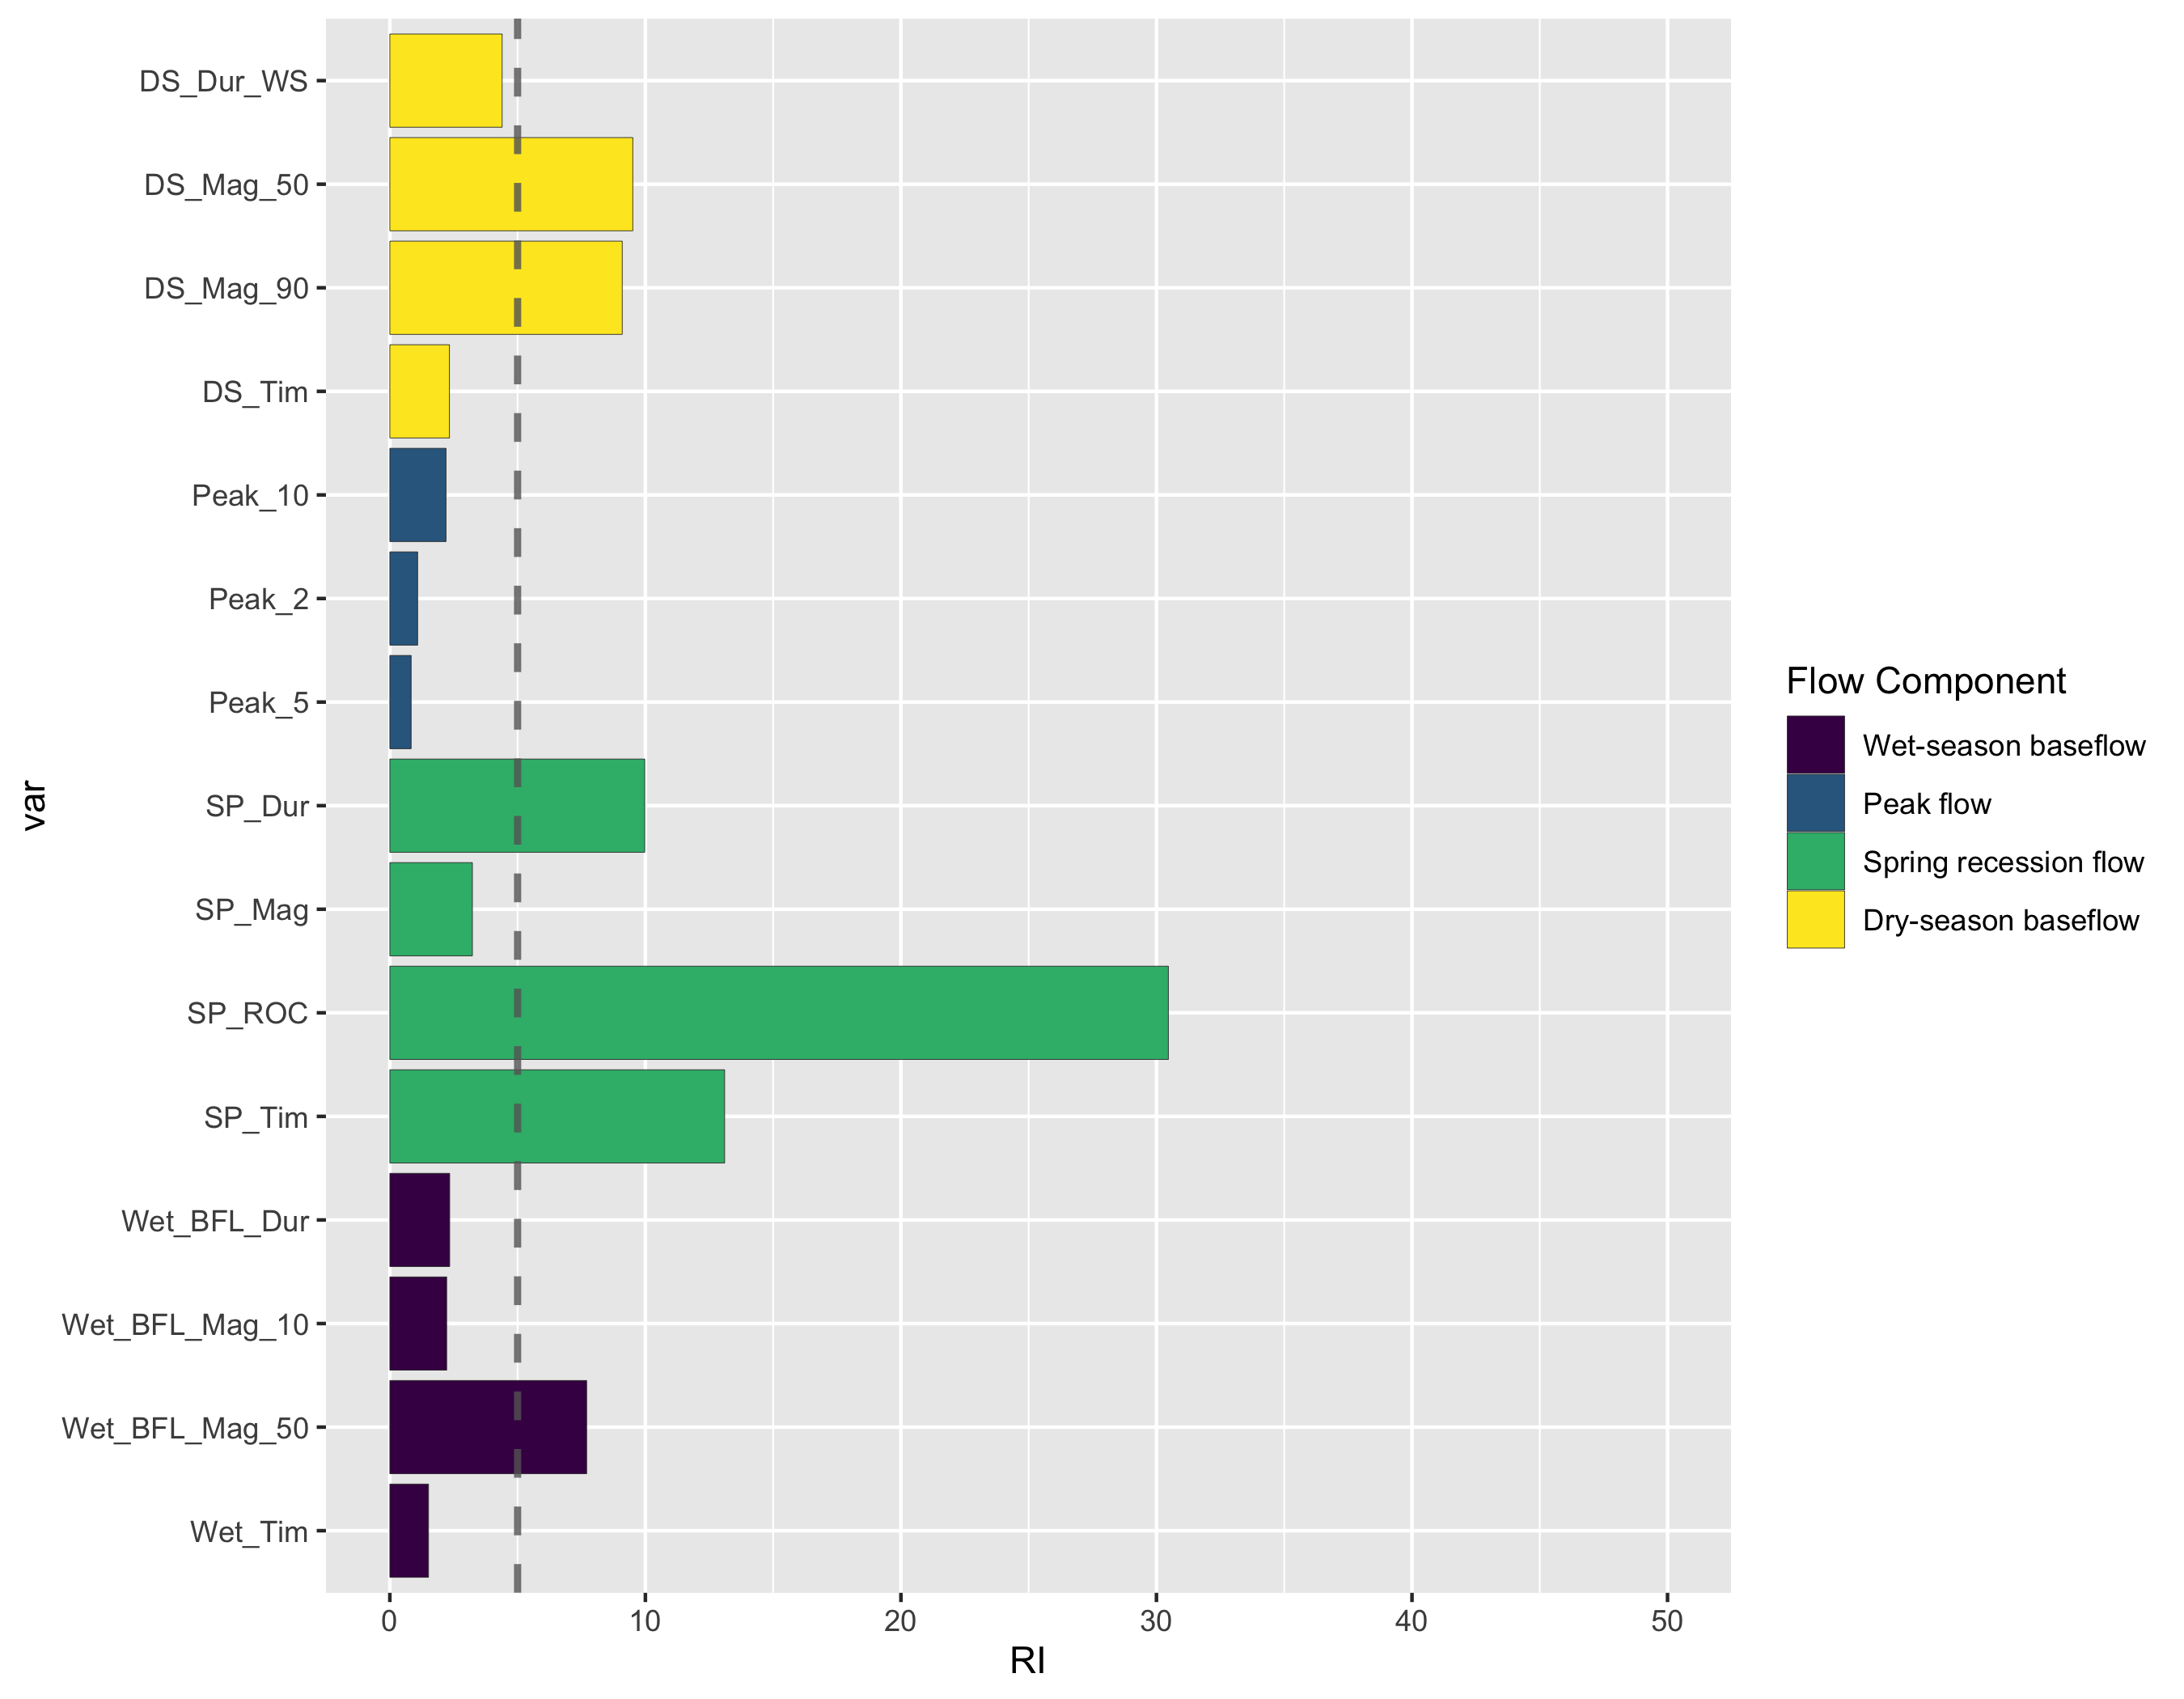 DS_Dur_WS
DS_Mag_50
DS_Mag_90
DS_Tim
Peak_10
Peak_2
Peak_5
SP_Dur
SP_Mag
SP_ROC
SP_Tim
Wet_BFL_Dur
Wet_BFL_Mag_10
Wet_BFL_Mag_50
Wet_Tim
var
0 10 20 30 40 50
RI
Flow Component
Wet-season baseflow
Peak flow
Spring recession flow
Dry-season baseflow